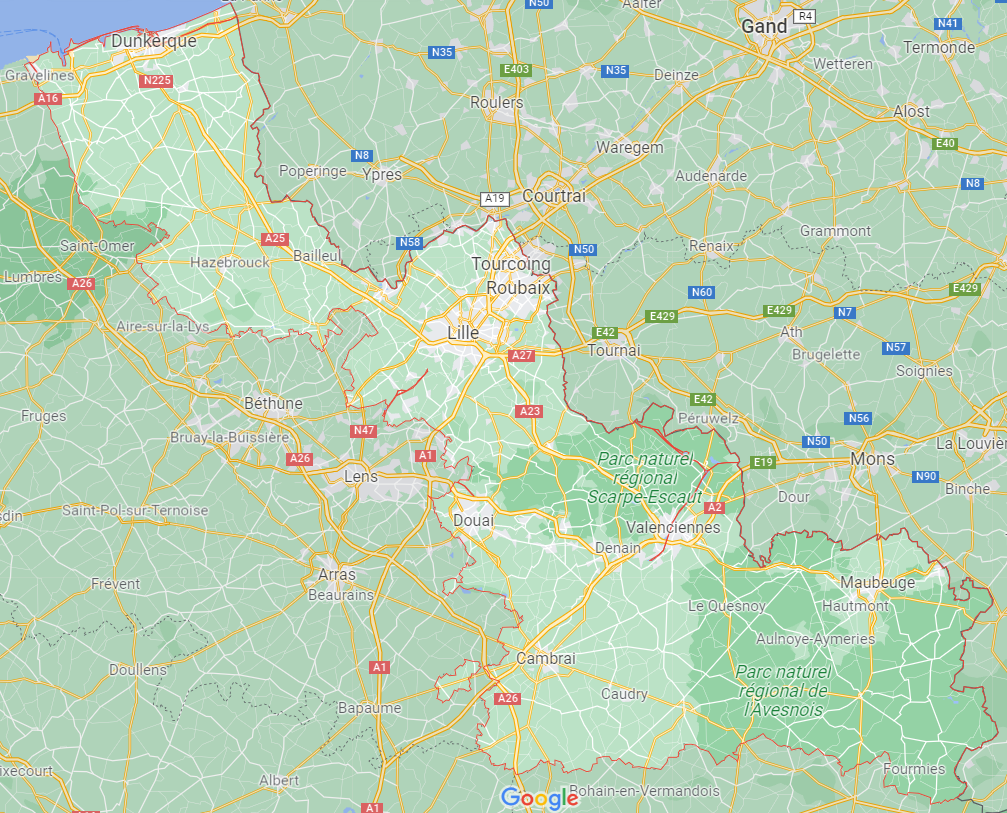 N50
Aalter
Gand
R4
N41
Dunkerque
N35
Termonde
Wetteren
Gravelines
N225
E403
N35
Deinze
A16
Roulers
Alost
N8
Waregem
E40
Poperinge
Ypres
Audenarde
N8
A19
Courtrai
Saint-Omer
A25
N58
Grammont
Bailleul
N50
Renaix
Hazebrouck
Tourcoing
Lumbres
A26
Roubaix
N60
E429
E429
E429
N7
Aire-sur-la-Lys
Lille
E42
Ath
A27
Tournai
N57
Brugelette
Soignies
Béthune
E42
Fruges
A23
Péruwelz
N56
Bruay-la-Buissière
N47
N50
La Louvièr
A26
A1
Parc naturel
régional
Scarpe-Escaut
E19
Mons
Lens
N90
Binche
Dour
Saint-Pol-sur-Ternoise
A2
sdin
Douai
Valenciennes
Denain
Arras
Frévent
Beaurains
Maubeuge
Le Quesnoy
Hautmont
Aulnoye-Aymeries
Doullens
A1
Cambrai
Parc naturel
régional de
l'Avesnois
A26
Caudry
Bapaume
ixecourt
Albert
Fourmies
Google
Bohain-en-Vermandois
A1